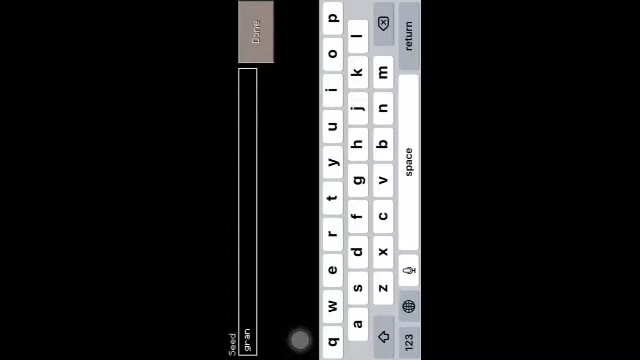 Seed
gran
Done
q w e r t y u i o p
a s d f g h j k l
z x c v b n m
123 space return